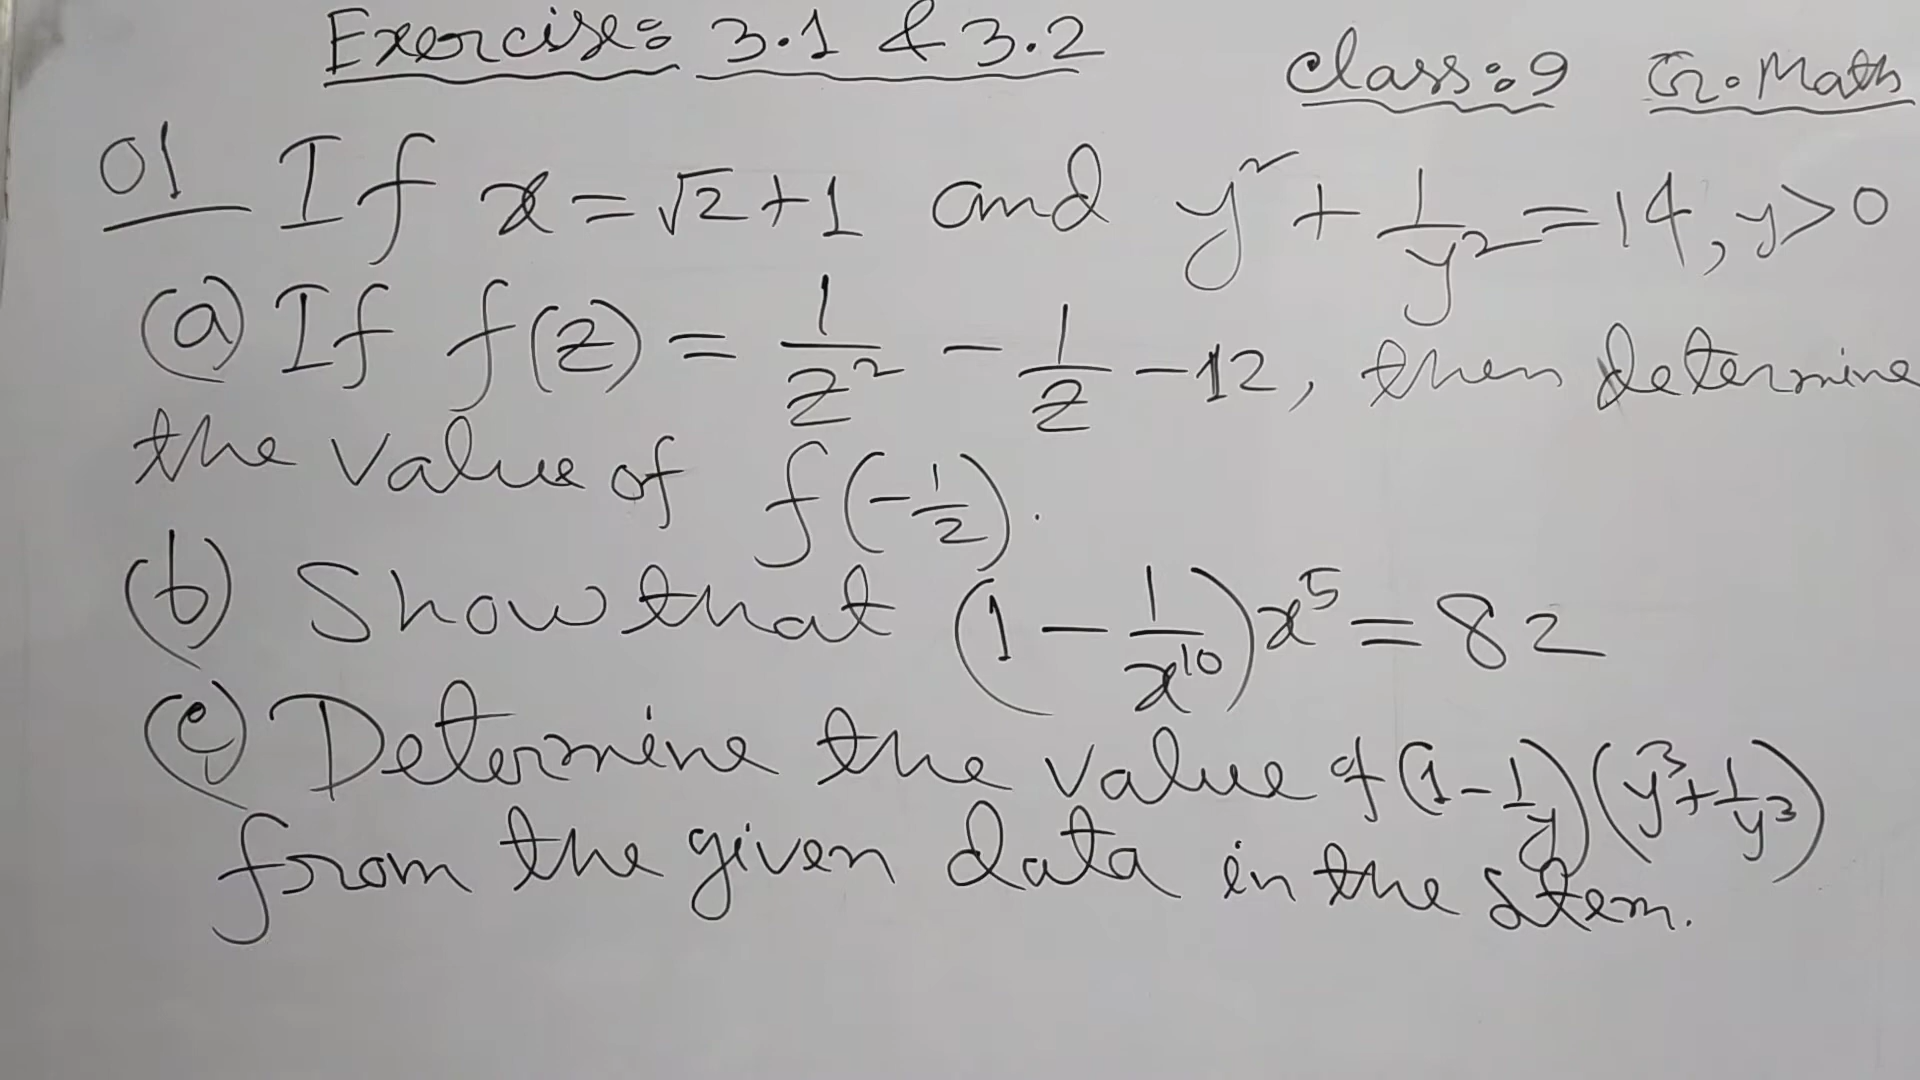 Exercise: 3.1 & 3.2
Class: 9 G. Math
01 If x = √2 + 1 and y² + 1/y² = 14, y > 0
(a) If f(z) = 1/z² - 1/z - 12, then determine
the value of f(-1/2).
(b) Show that (1 - 1/x¹⁰)x⁵ = 82
(c) Determine the value of (1 - 1/y)(y³ + 1/y³)
from the given data in the stem.